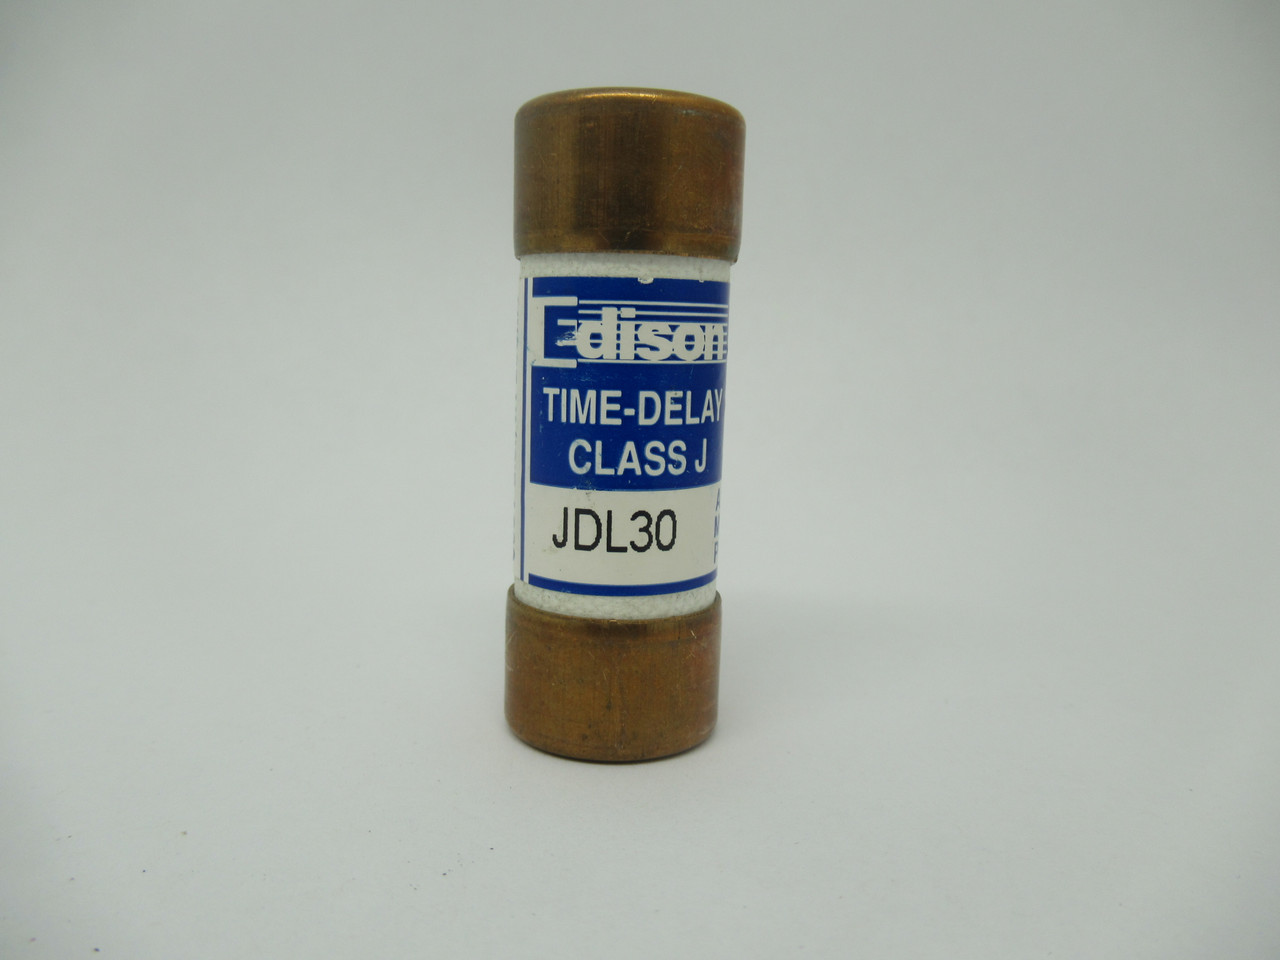 Edison
TIME-DELAY
CLASS J
JDL30